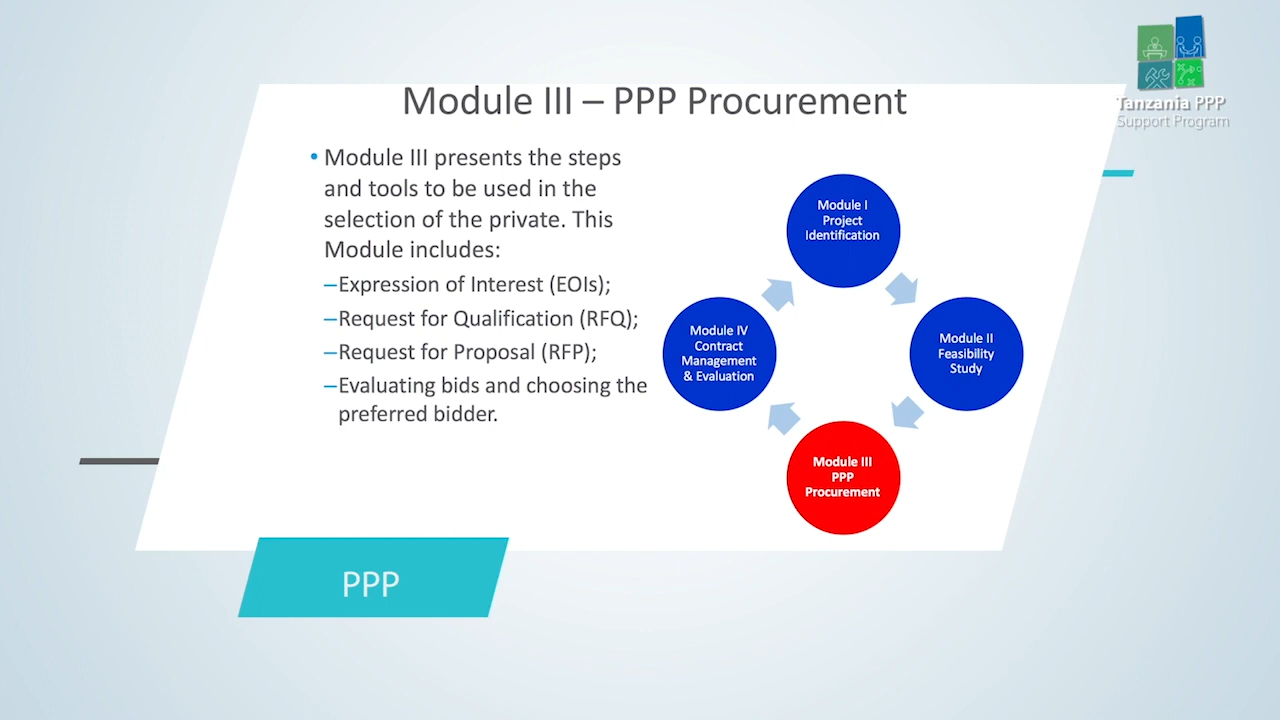 Tanzania PPP
Support Program
Module III – PPP Procurement
• Module III presents the steps
and tools to be used in the
selection of the private. This
Module includes:
–Expression of Interest (EOIs);
–Request for Qualification (RFQ);
–Request for Proposal (RFP);
–Evaluating bids and choosing the
preferred bidder.
Module I
Project
Identification
Module II
Feasibility
Study
Module III
PPP
Procurement
Module IV
Contract
Management
& Evaluation
PPP